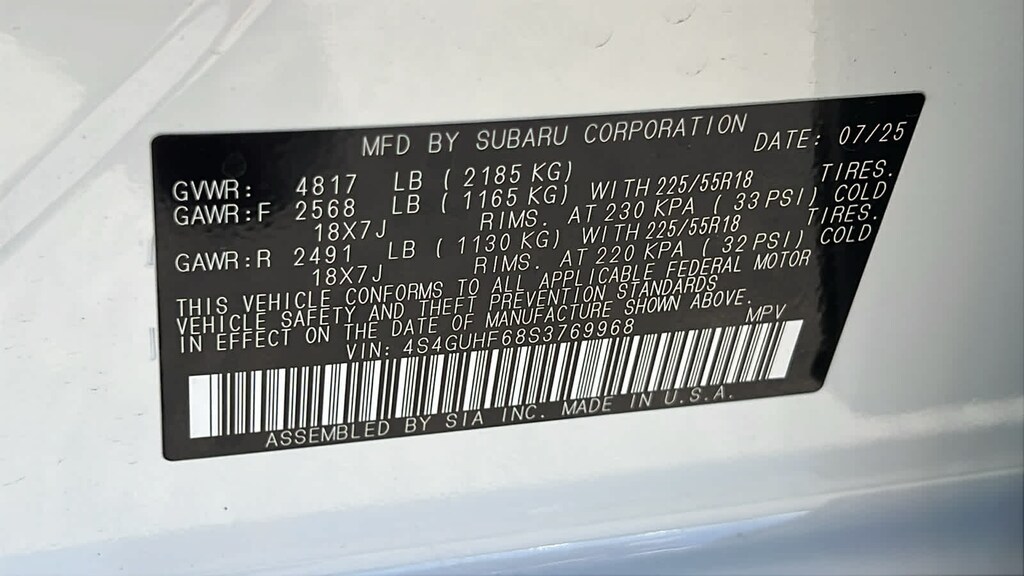 MFD BY SUBARU CORPORATION DATE: 07/25
GVWR: 4817 LB ( 2185 KG)
GAWR:F 2568 LB ( 1165 KG) WITH 225/55R18 TIRES.
18X7J RIMS. AT 230 KPA ( 33 PSI) COLD
GAWR:R 2491 LB ( 1130 KG) WITH 225/55R18 TIRES.
18X7J RIMS. AT 220 KPA ( 32 PSI) COLD
THIS VEHICLE CONFORMS TO ALL APPLICABLE FEDERAL MOTOR
VEHICLE SAFETY AND THEFT PREVENTION STANDARDS
IN EFFECT ON THE DATE OF MANUFACTURE SHOWN ABOVE.
VIN: 4S4GUHF68S3769968 MPV
ASSEMBLED BY SIA INC. MADE IN U.S.A.